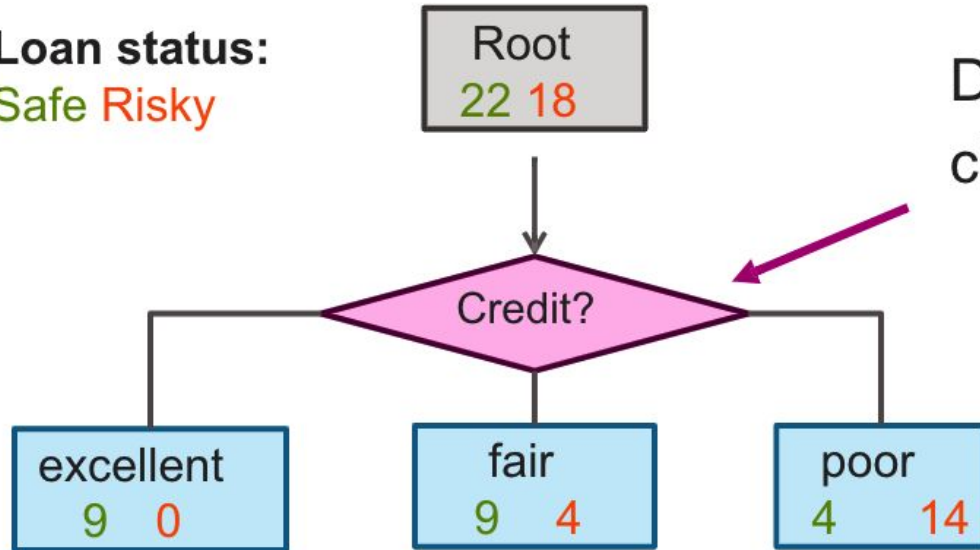 Loan status:
Safe Risky
Root
22 18
D
c
Credit?
excellent
9 0
fair
9 4
poor
4 14